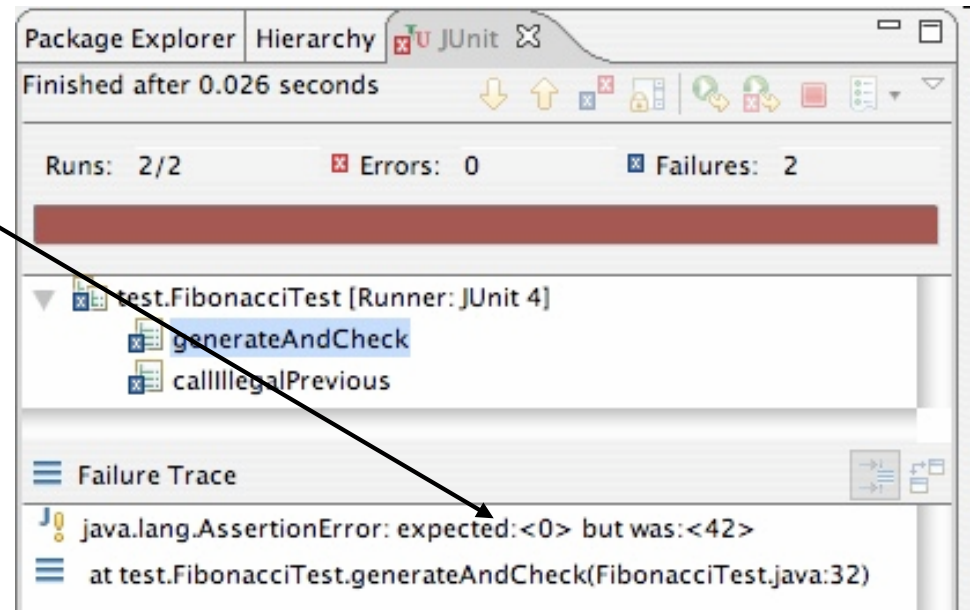 Package Explorer Hierarchy JU JUnit
Finished after 0.026 seconds
Runs: 2/2 Errors: 0 Failures: 2
test.FibonacciTest [Runner: JUnit 4]
generateAndCheck
callIllegalPrevious
Failure Trace
java.lang.AssertionError: expected:<0> but was:<42>
at test.FibonacciTest.generateAndCheck(FibonacciTest.java:32)